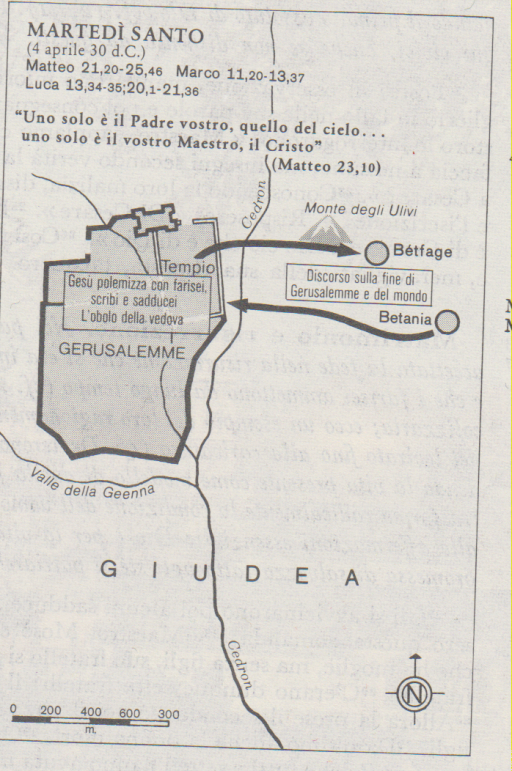 MARTEDÌ SANTO
(4 aprile 30 d.C.)
Matteo 21,20-25,46 Marco 11,20-13,37
Luca 13,34-35;20,1-21,36
“Uno solo è il Padre vostro, quello del cielo...
uno solo è il vostro Maestro, il Cristo”
(Matteo 23,10)
Cedron
Monte degli Ulivi
Bétfage
Tempio
Gesù polemizza con farisei,
scribi e sadducei
L'obolo della vedova
Discorso sulla fine di
Gerusalemme e del mondo
Betania
GERUSALEMME
Valle della Geenna
GIUDEA
Cedron
N
0 200 400 600 300
m.